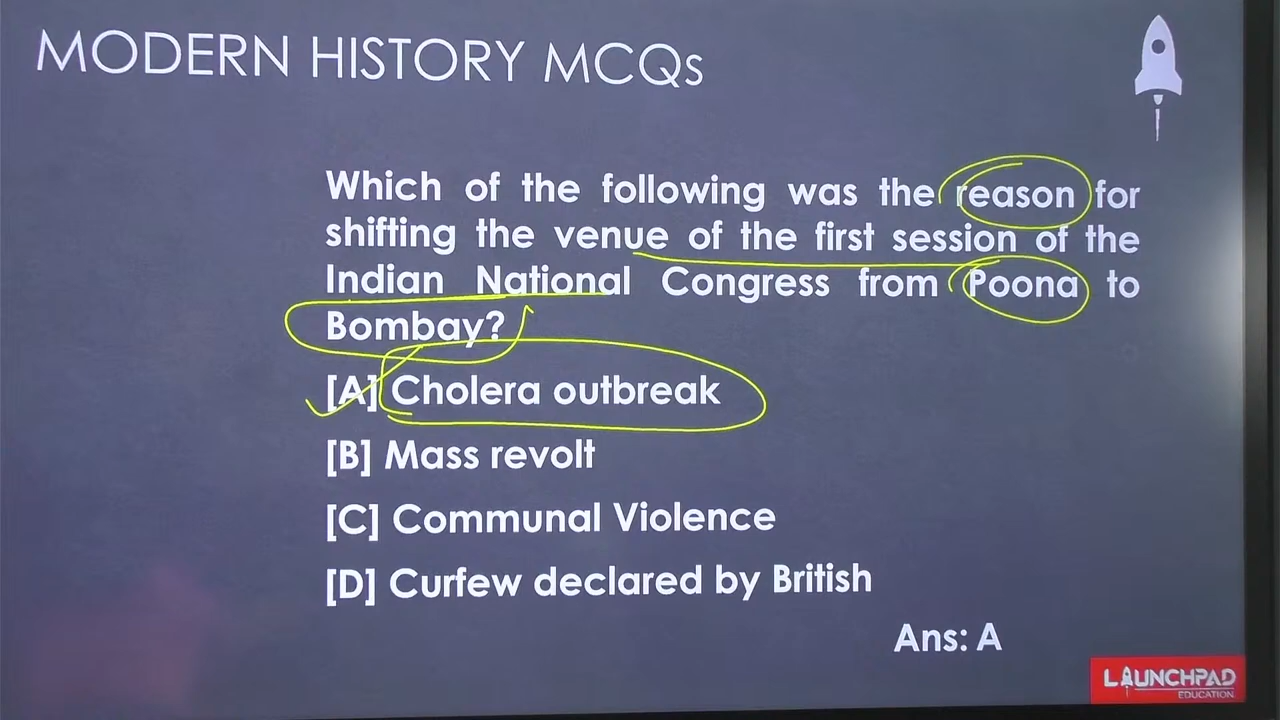 MODERN HISTORY MCQs
Which of the following was the reason for
shifting the venue of the first session of the
Indian National Congress from Poona to
Bombay?
[A] Cholera outbreak
[B] Mass revolt
[C] Communal Violence
[D] Curfew declared by British
Ans: A
LAUNCHPAD
EDUCATION